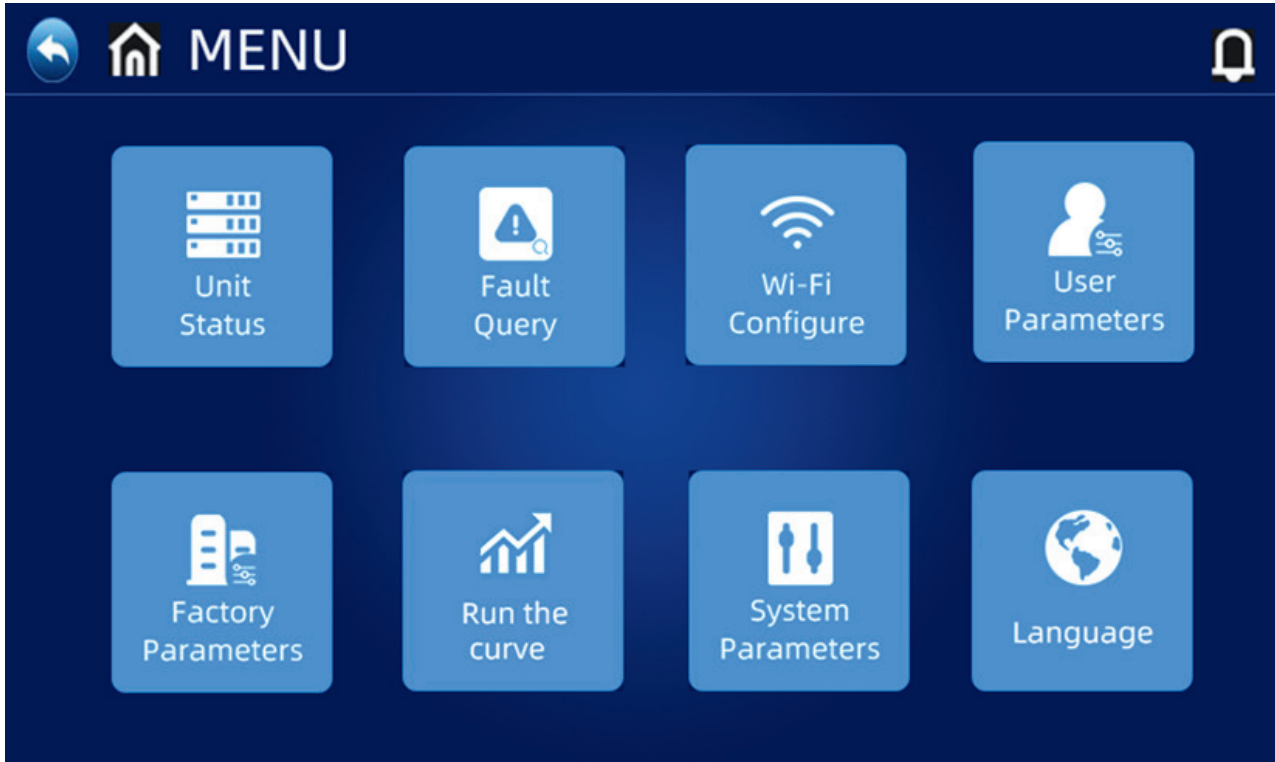 MENU
Unit
Status
Fault
Query
Wi-Fi
Configure
User
Parameters
Factory
Parameters
Run the
curve
System
Parameters
Language